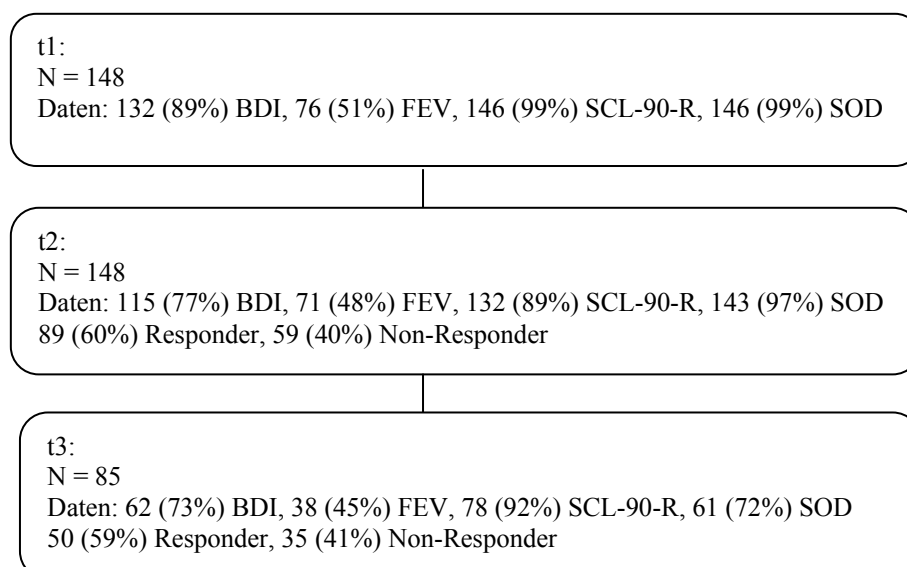 t1:
N = 148
Daten: 132 (89%) BDI, 76 (51%) FEV, 146 (99%) SCL-90-R, 146 (99%) SOD
t2:
N = 148
Daten: 115 (77%) BDI, 71 (48%) FEV, 132 (89%) SCL-90-R, 143 (97%) SOD
89 (60%) Responder, 59 (40%) Non-Responder
t3:
N = 85
Daten: 62 (73%) BDI, 38 (45%) FEV, 78 (92%) SCL-90-R, 61 (72%) SOD
50 (59%) Responder, 35 (41%) Non-Responder